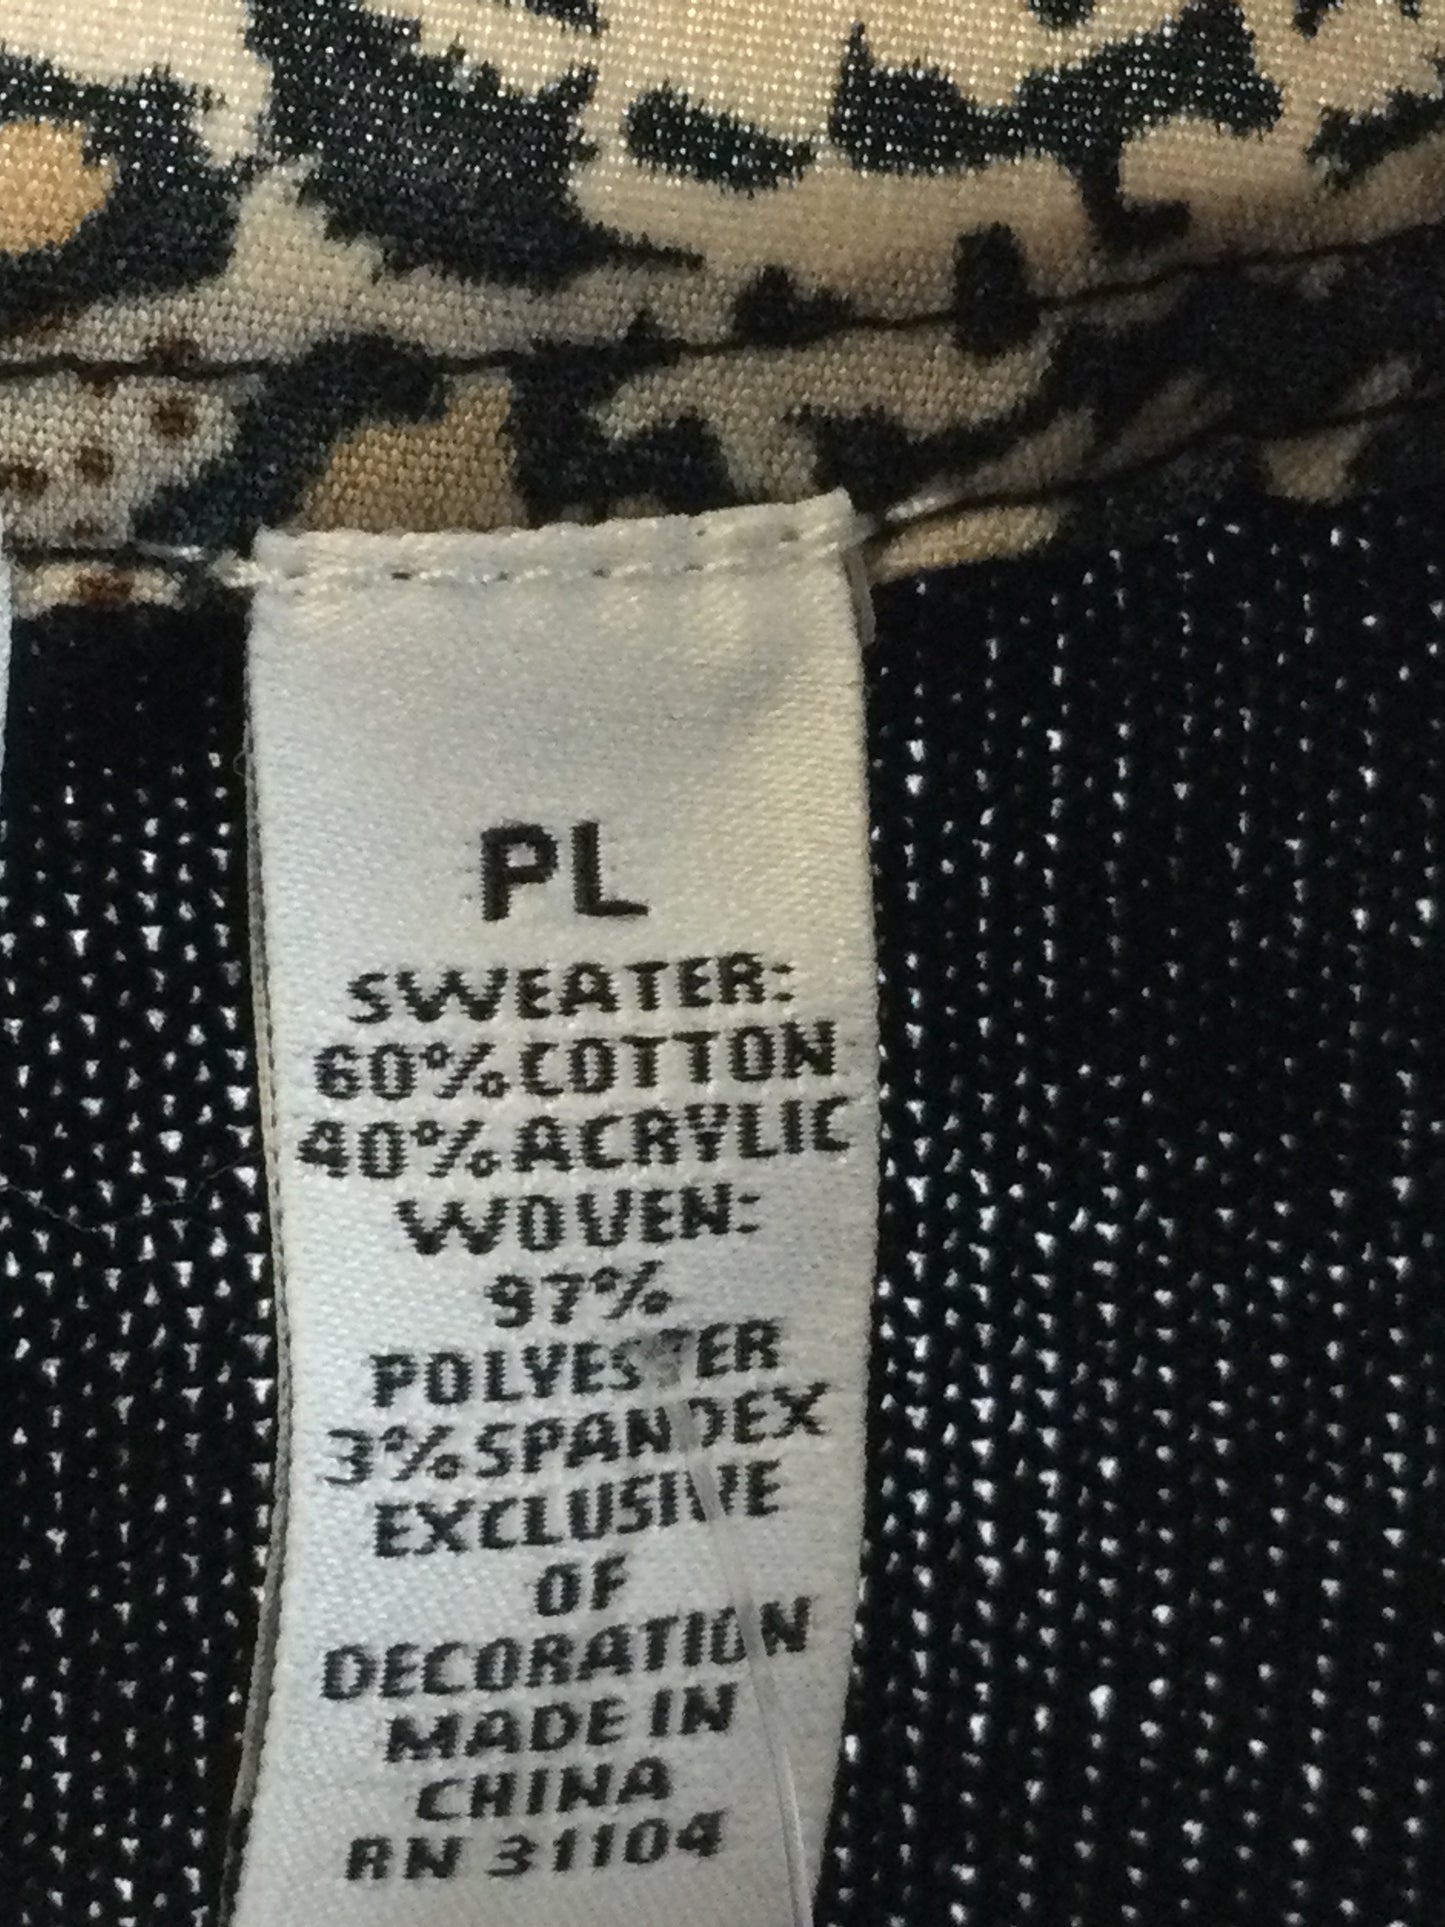 PL
SWEATER:
60% COTTON
40% ACRYLIC
WOVEN:
97%
POLYESTER
3% SPANDEX
EXCLUSIVE
OF
DECORATION
MADE IN
CHINA
RN 31104